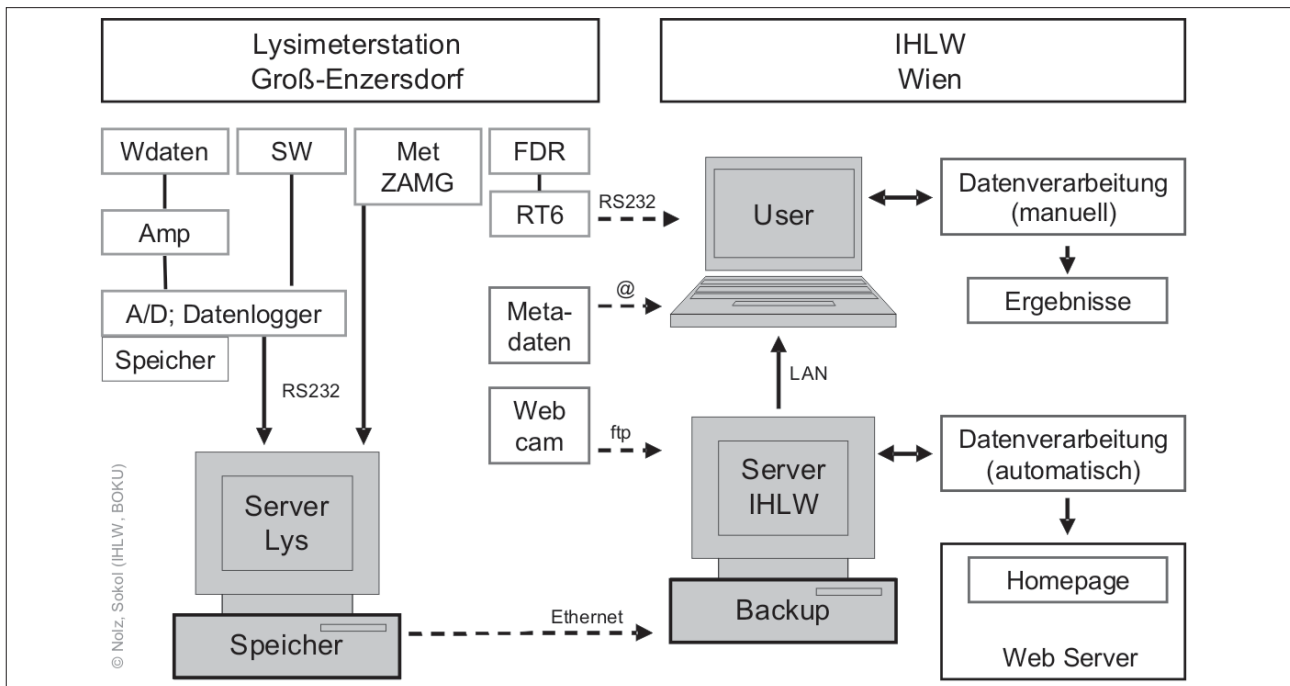 Lysimeterstation
Groß-Enzersdorf
IHLW
Wien
Wdaten
SW
Met
ZAMG
FDR
RT6
RS232
User
Datenverarbeitung
(manuell)
Amp
Ergebnisse
A/D; Datenlogger
Speicher
RS232
@
Meta-
daten
LAN
Web
cam
ftp
Server
IHLW
Backup
Datenverarbeitung
(automatisch)
Server
Lys
Speicher
Ethernet
Homepage
Web Server
© Nolz, Sokol (IHLW, BOKU)